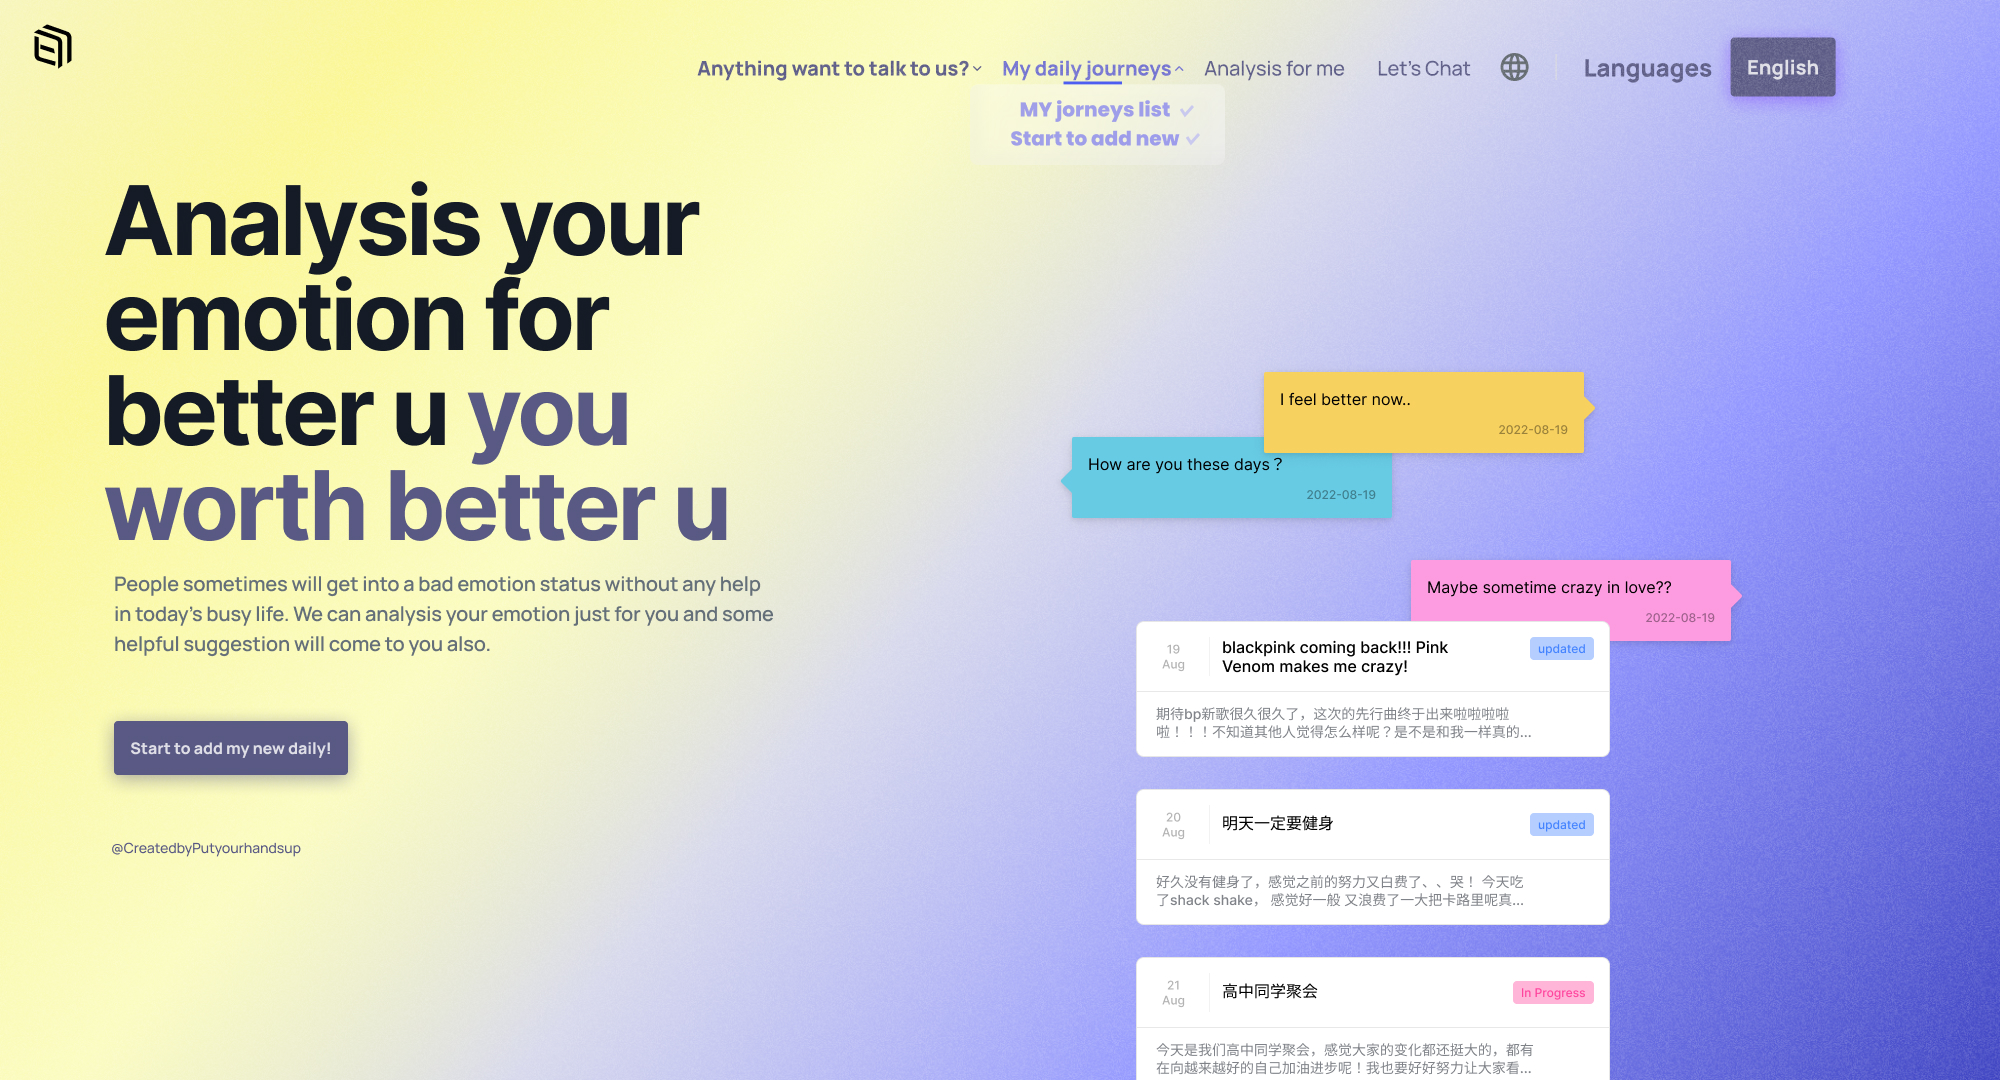 Anything want to talk to us?
My daily journeys
Analysis for me
Let's Chat
Languages
English
MY jorneys list
Start to add new
Analysis your
emotion for
better u you
worth better u
People sometimes will get into a bad emotion status without any help
in today's busy life. We can analysis your emotion just for you and some
helpful suggestion will come to you also.
Start to add my new daily!
@CreatedbyPutyourhandsup
I feel better now..
2022-08-19
How are you these days？
2022-08-19
Maybe sometime crazy in love??
2022-08-19
19
Aug
blackpink coming back!!! Pink
Venom makes me crazy!
updated
期待bp新歌很久很久了，这次的先行曲终于出来啦啦啦啦
啦！！！不知道其他人觉得怎么样呢？是不是和我一样真的...
20
Aug
明天一定要健身
updated
好久没有健身了，感觉之前的努力又白费了、、哭！ 今天吃
了shack shake， 感觉好一般 又浪费了一大把卡路里呢真...
21
Aug
高中同学聚会
In Progress
今天是我们高中同学聚会，感觉大家的变化都还挺大的，都有
在向越来越好的自己加油进步呢！我也要好好努力让大家看...